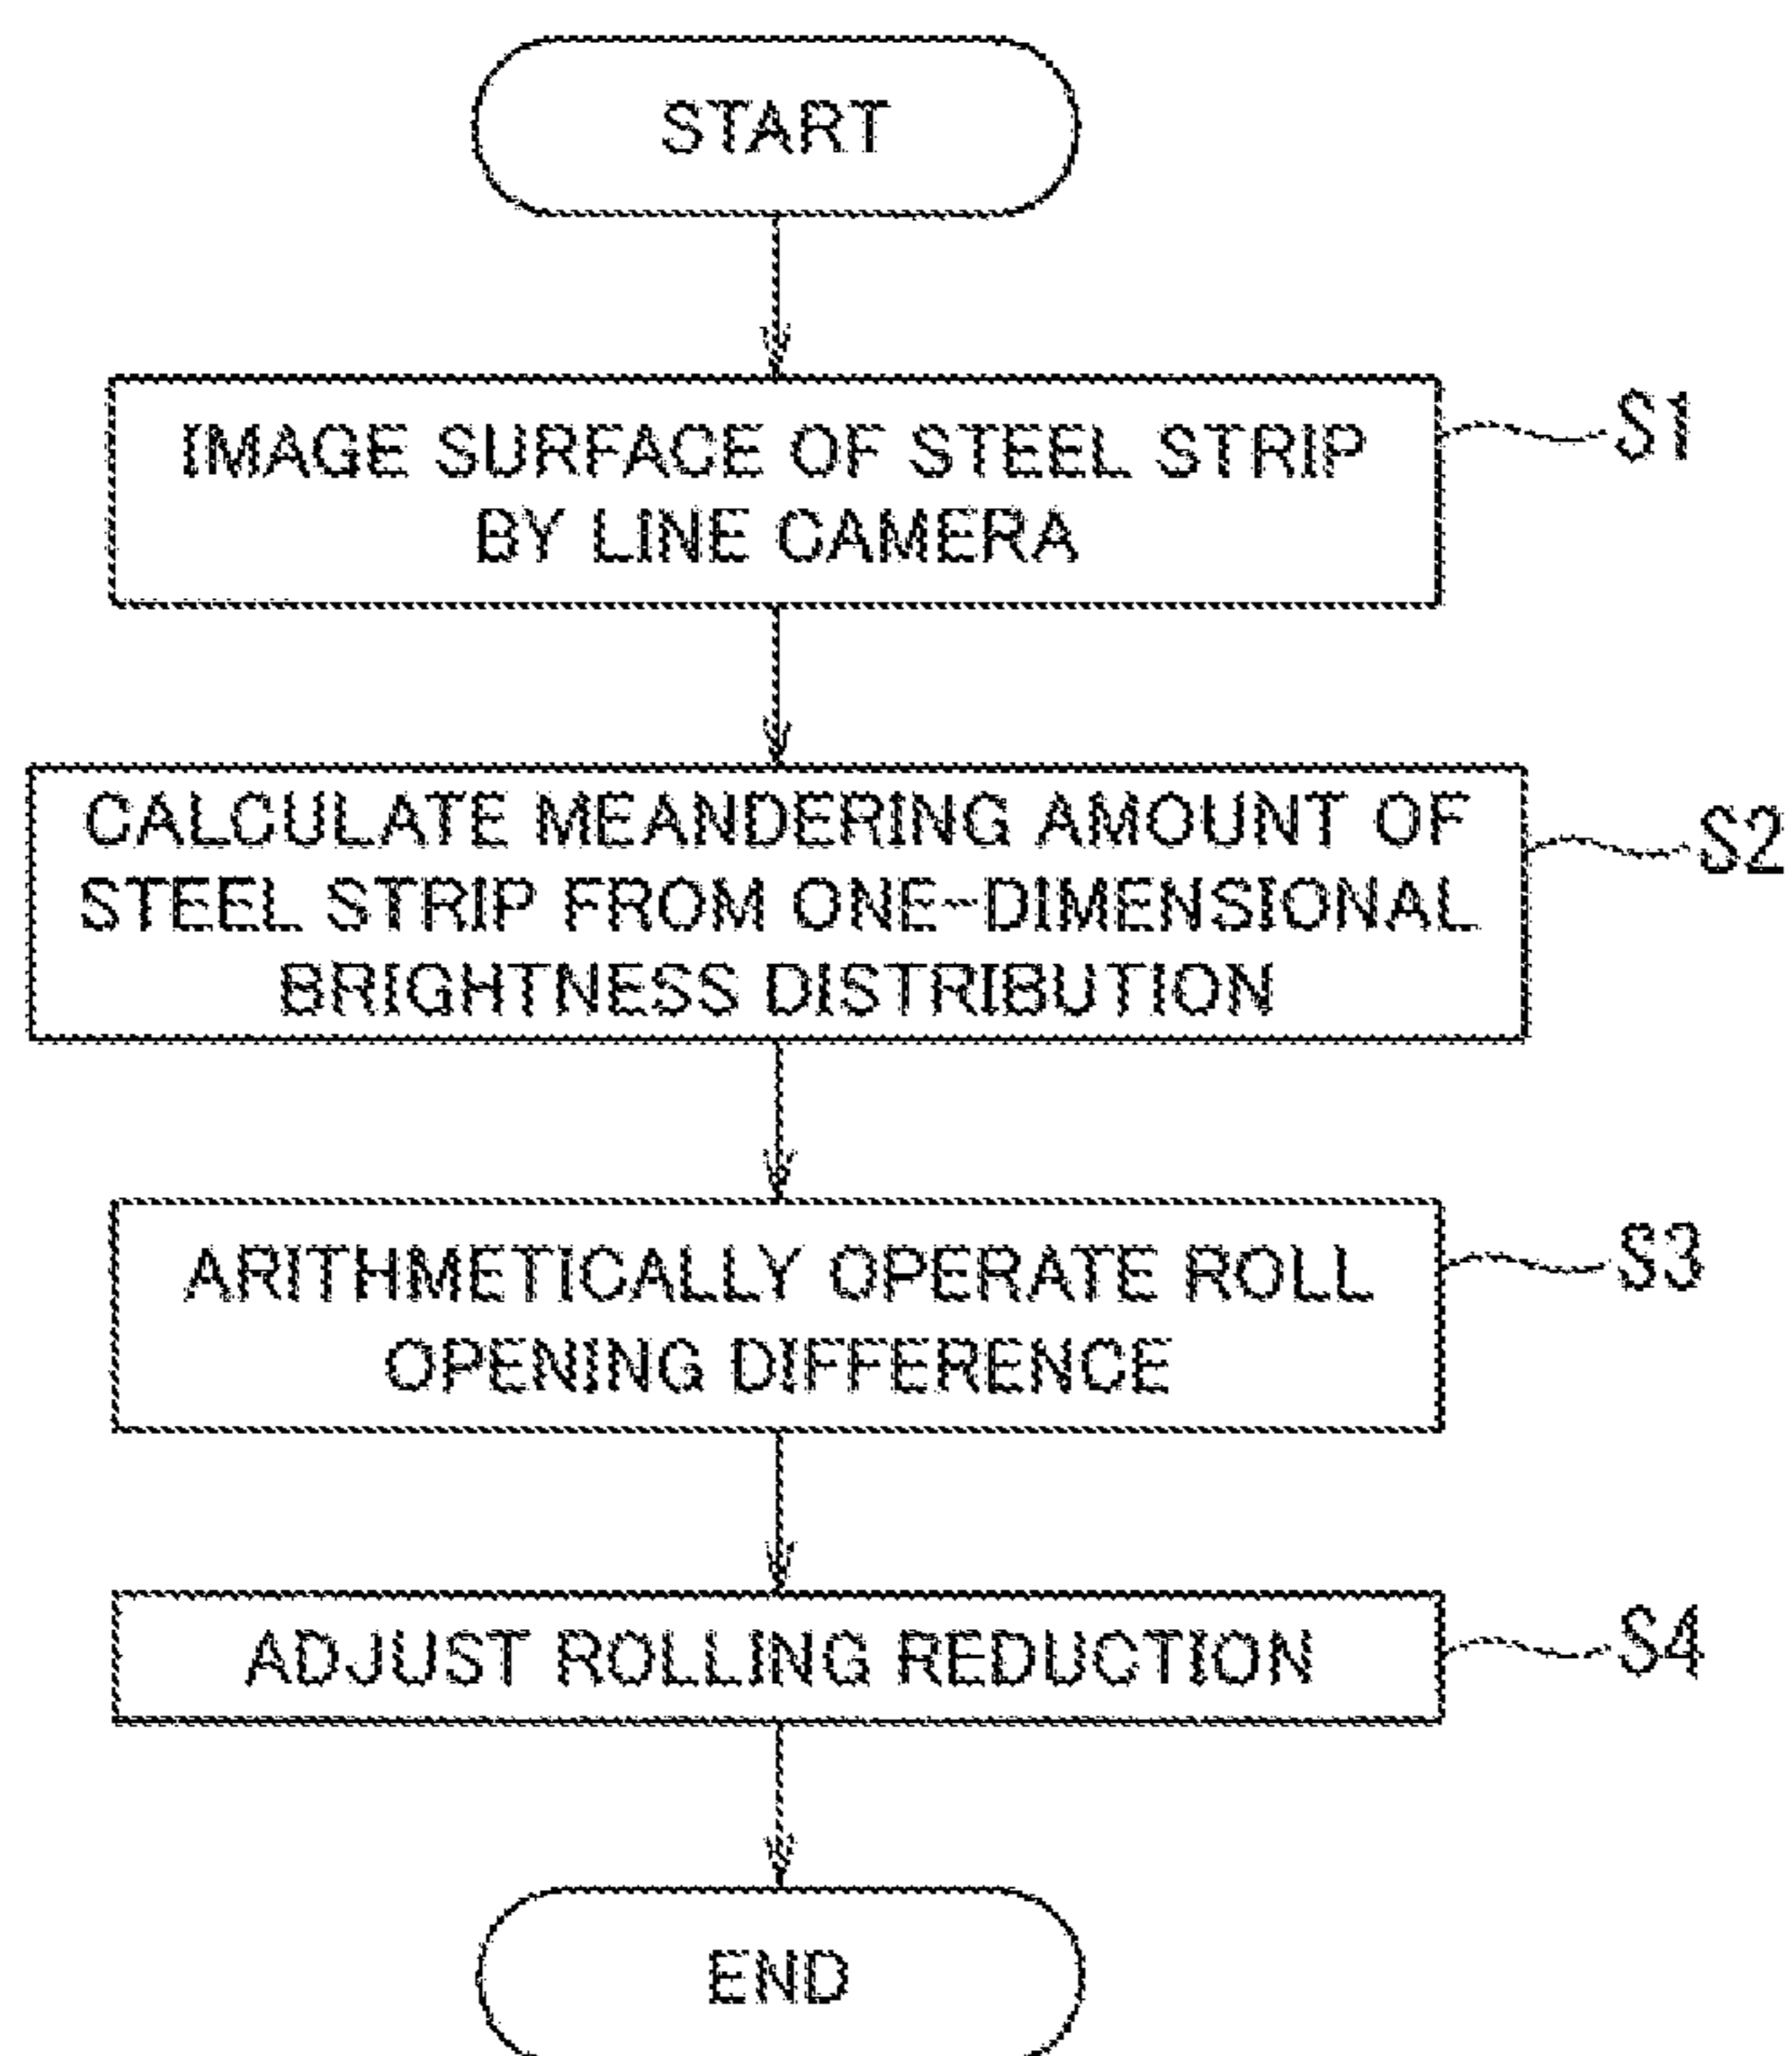 START
IMAGE SURFACE OF STEEL STRIP
BY LINE CAMERA
S1
CALCULATE MEANDERING AMOUNT OF
STEEL STRIP FROM ONE-DIMENSIONAL
BRIGHTNESS DISTRIBUTION
S2
ARITHMETICALLY OPERATE ROLL
OPENING DIFFERENCE
S3
ADJUST ROLLING REDUCTION
S4
END